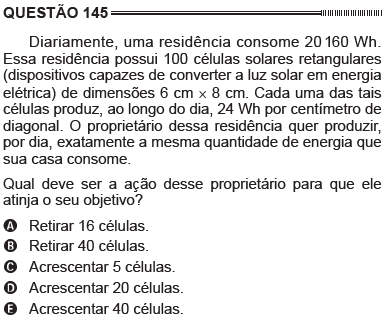 QUESTÃO 145
Diariamente, uma residência consome 20 160 Wh.
Essa residência possui 100 células solares retangulares
(dispositivos capazes de converter a luz solar em energia
elétrica) de dimensões 6 cm × 8 cm. Cada uma das tais
células produz, ao longo do dia, 24 Wh por centímetro de
diagonal. O proprietário dessa residência quer produzir,
por dia, exatamente a mesma quantidade de energia que
sua casa consome.
Qual deve ser a ação desse proprietário para que ele
atinja o seu objetivo?
A Retirar 16 células.
B Retirar 40 células.
C Acrescentar 5 células.
D Acrescentar 20 células.
E Acrescentar 40 células.